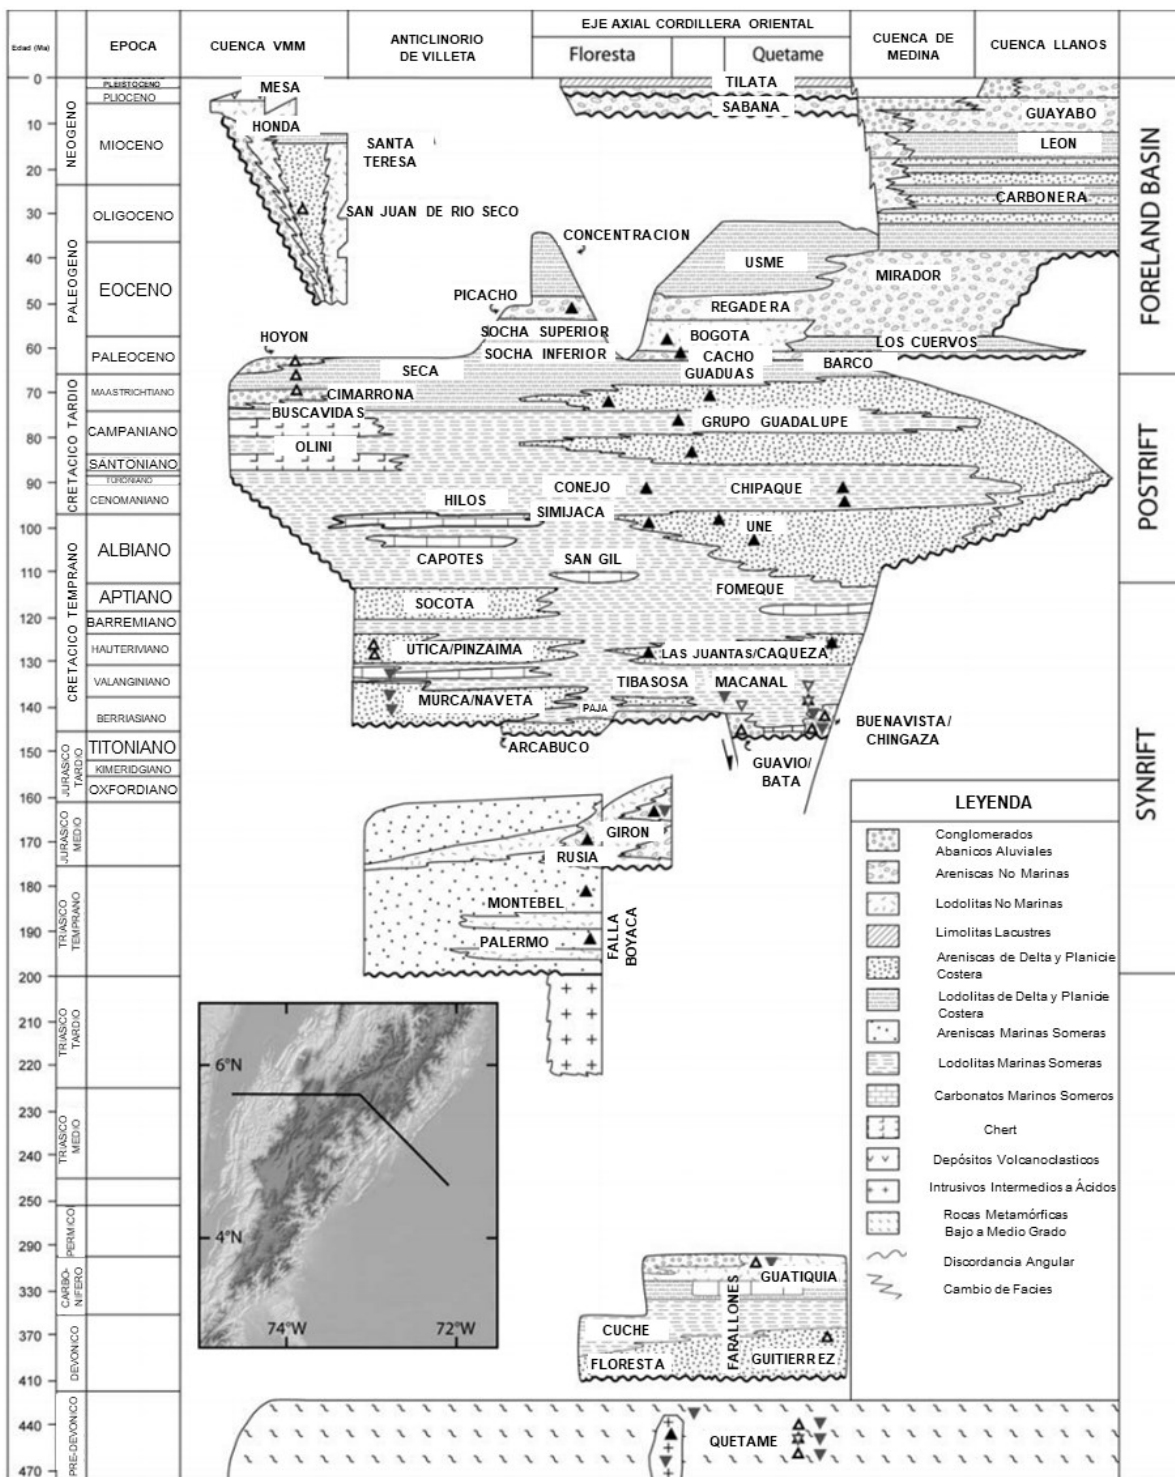 Edad (Ma)
EPOCA
CUENCA VMM
ANTICLINORIO
DE VILLETA
EJE AXIAL CORDILLERA ORIENTAL
Floresta
Quetame
CUENCA DE
MEDINA
CUENCA LLANOS
0
10
20
30
40
50
60
70
80
90
100
110
120
130
140
150
160
170
180
190
200
210
220
230
240
250
290
330
370
410
440
470
NEOGENO
PALEOGENO
CRETACICO TARDIO
CRETACICO TEMPRANO
JURASICO
TARDIO
JURASICO
MEDIO
TRIASICO
TEMPRANO
TRIASICO
TARDIO
TRIASICO
MEDIO
PERMICO
CARBO-
NIFERO
DEVONICO
PRE-DEVONICO
PLEISTOCENO
PLIOCENO
MIOCENO
OLIGOCENO
EOCENO
PALEOCENO
MAASTRICHTIANO
CAMPANIANO
SANTONIANO
TURONIANO
CENOMANIANO
ALBIANO
APTIANO
BARREMIANO
HAUTERIVIANO
VALANGINIANO
BERRIASIANO
TITONIANO
KIMERIDGIANO
OXFORDIANO
MESA
HONDA
SANTA
TERESA
SAN JUAN DE RIO SECO
TILATA
SABANA
GUAYABO
LEON
CARBONERA
CONCENTRACION
USME
MIRADOR
PICACHO
REGADERA
HOYON
SOCHA SUPERIOR
BOGOTA
LOS CUERVOS
SOCHA INFERIOR
CACHO
BARCO
SECA
GUADUAS
CIMARRONA
BUSCAVIDAS
GRUPO GUADALUPE
OLINI
CONEJO
CHIPAQUE
HILOS
SIMIJACA
UNE
CAPOTES
SAN GIL
FOMEQUE
SOCOTA
UTICA/PINZAIMA
LAS JUANTAS/CAQUEZA
TIBASOSA
MACANAL
MURCA/NAVETA
PAJA
BUENAVISTA/
CHINGAZA
ARCABUCO
GUAVIO/
BATA
GIRON
RUSIA
MONTEBEL
PALERMO
FALLA
BOYACA
GUATIQUIA
FARALLONES
CUCHE
FLORESTA
GUITIERREZ
QUETAME
6°N
4°N
74°W
72°W
FORELAND BASIN
POSTRIFT
SYNRIFT
LEYENDA
Conglomerados
Abanicos Aluviales
Areniscas No Marinas
Lodolitas No Marinas
Limolitas Lacustres
Areniscas de Delta y Planicie
Costera
Lodolitas de Delta y Planicie
Costera
Areniscas Marinas Someras
Lodolitas Marinas Someras
Carbonatos Marinos Someros
Chert
Depósitos Volcanoclasticos
Intrusivos Intermedios a Ácidos
Rocas Metamórficas
Bajo a Medio Grado
Discordancia Angular
Cambio de Facies